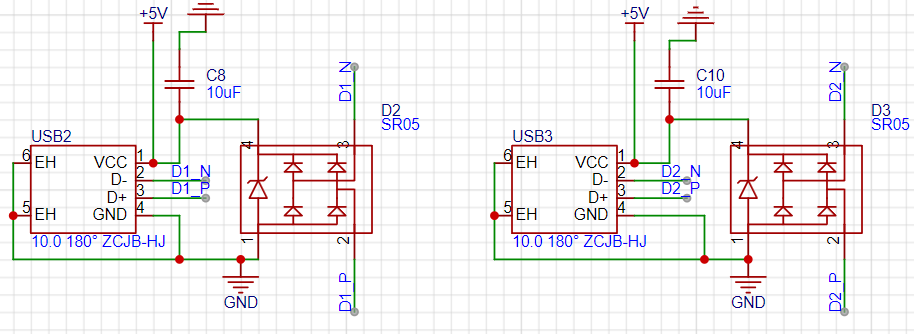 +5V
C8
10uF
D1_N
D2
SR05
USB2
6 EH VCC 1
D- 2 D1_N
D+ 3 D1_P
5 EH GND 4
10.0 180° ZCJB-HJ
4 3
1 2
GND
D1_P
+5V
C10
10uF
D2_N
D3
SR05
USB3
6 EH VCC 1
D- 2 D2_N
D+ 3 D2_P
5 EH GND 4
10.0 180° ZCJB-HJ
4 3
1 2
GND
D2_P